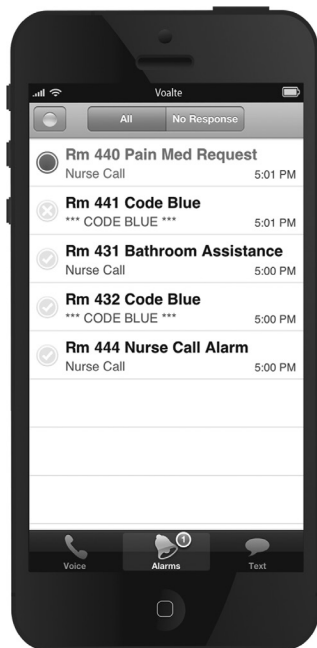 Voalte
All No Response
Rm 440 Pain Med Request
Nurse Call 5:01 PM
Rm 441 Code Blue
*** CODE BLUE *** 5:01 PM
Rm 431 Bathroom Assistance
Nurse Call 5:00 PM
Rm 432 Code Blue
*** CODE BLUE *** 5:00 PM
Rm 444 Nurse Call Alarm
Nurse Call 5:00 PM
1
Voice Alarms Text